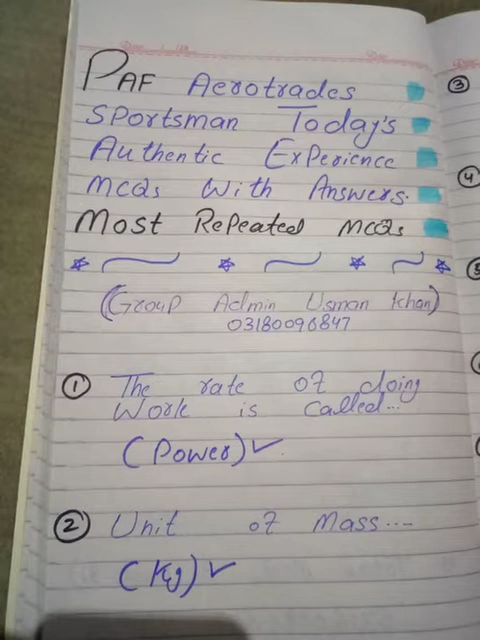 PAF Aerotrades
Sportsman Today's
Authentic Experience
MCQs With Answers.
Most Repeated MCQs
(Group Admin Usman Khan)
03180096847
① The rate of doing
Work is Called...
(Power) ✓
② Unit of Mass....
(Kg) ✓
③
④